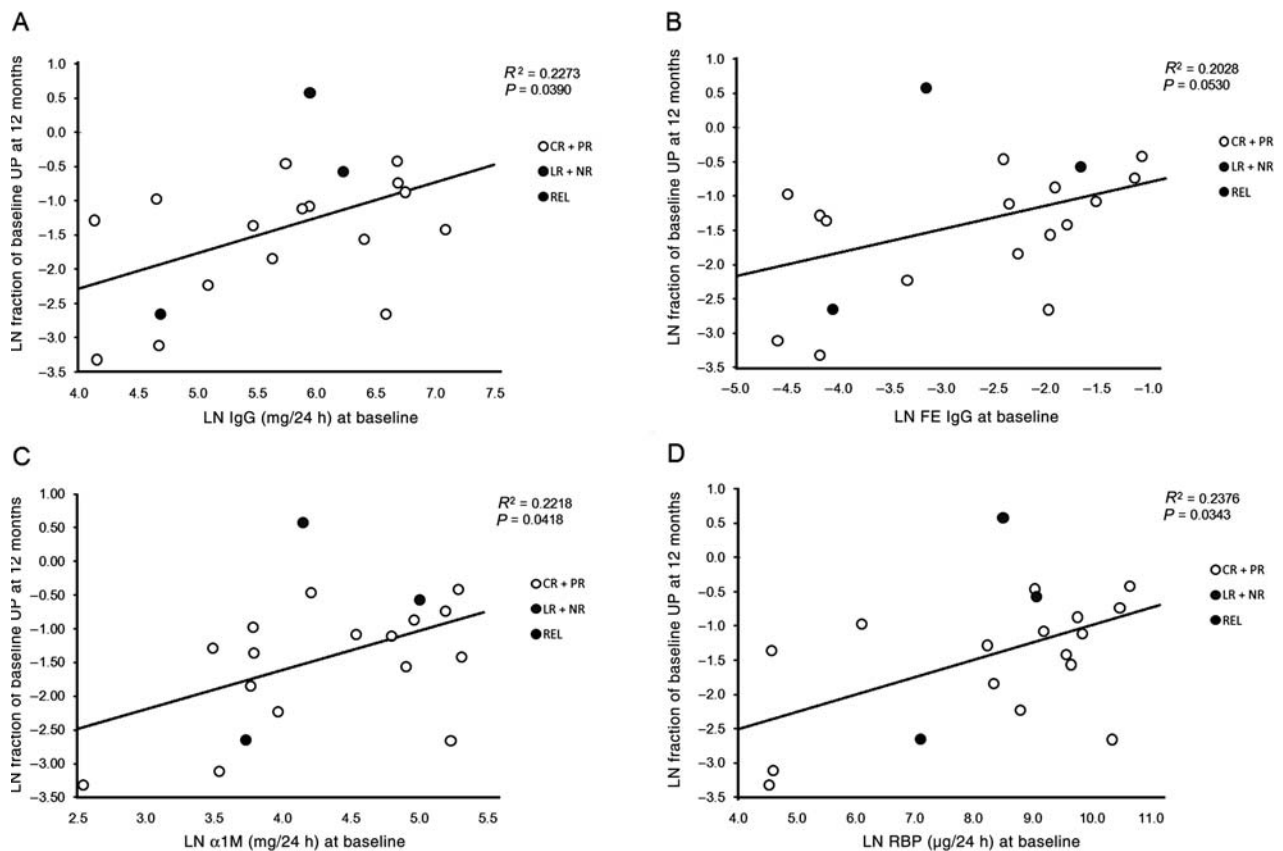 A
LN fraction of baseline UP at 12 months
1.0
0.5
0.0
–0.5
–1.0
–1.5
–2.0
–2.5
–3.0
–3.5
4.0 4.5 5.0 5.5 6.0 6.5 7.0 7.5
LN IgG (mg/24 h) at baseline
R² = 0.2273
P = 0.0390
CR + PR
LR + NR
REL
B
LN fraction of baseline UP at 12 months
1.0
0.5
0.0
–0.5
–1.0
–1.5
–2.0
–2.5
–3.0
–3.5
–5.0 –4.5 –4.0 –3.5 –3.0 –2.5 –2.0 –1.5 –1.0
LN FE IgG at baseline
R² = 0.2028
P = 0.0530
CR + PR
LR + NR
REL
C
LN fraction of baseline UP at 12 months
1.00
0.50
0.00
–0.50
–1.00
–1.50
–2.00
–2.50
–3.00
–3.50
2.5 3.0 3.5 4.0 4.5 5.0 5.5
LN α1M (mg/24 h) at baseline
R² = 0.2218
P = 0.0418
CR + PR
LR + NR
REL
D
LN fraction of baseline UP at 12 months
1.0
0.5
0.0
–0.5
–1.0
–1.5
–2.0
–2.5
–3.0
–3.5
4.0 5.0 6.0 7.0 8.0 9.0 10.0 11.0
LN RBP (µg/24 h) at baseline
R² = 0.2376
P = 0.0343
CR + PR
LR + NR
REL